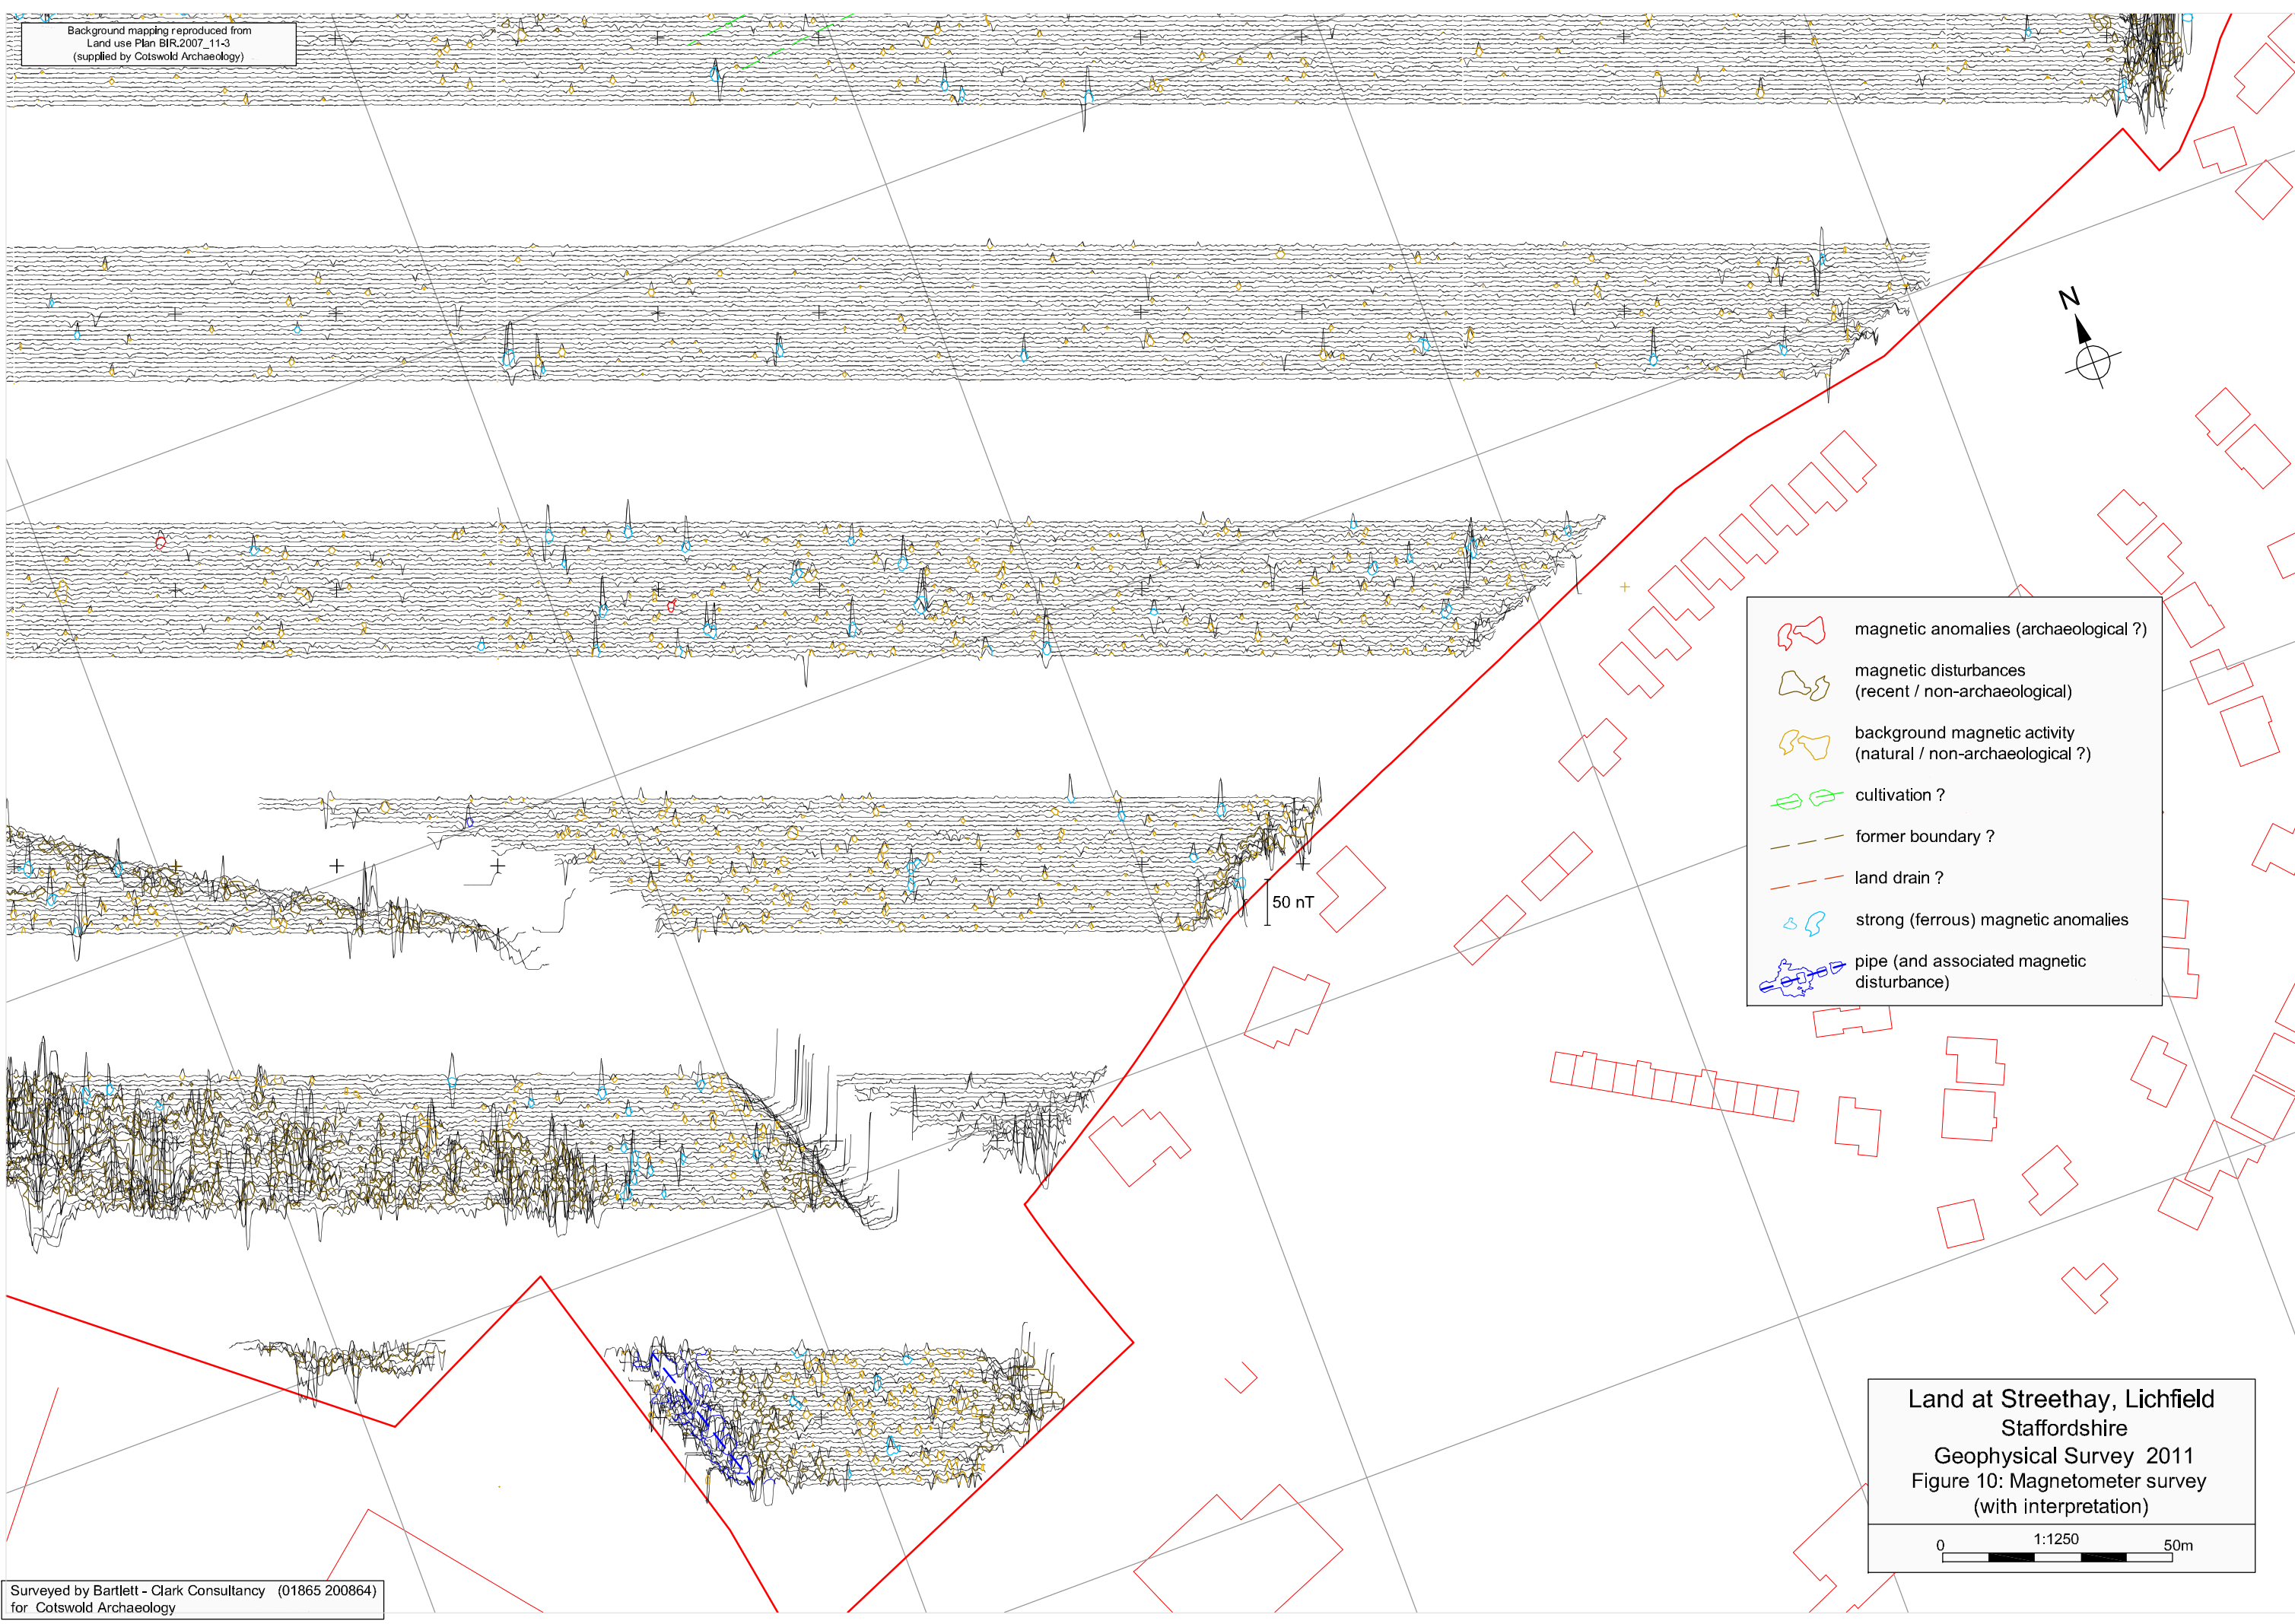 Background mapping reproduced from
Land use Plan BIR.2007_11-3
(supplied by Cotswold Archaeology)
N
magnetic anomalies (archaeological ?)
magnetic disturbances
(recent / non-archaeological)
background magnetic activity
(natural / non-archaeological ?)
cultivation ?
former boundary ?
land drain ?
strong (ferrous) magnetic anomalies
pipe (and associated magnetic
disturbance)
50 nT
Land at Streethay, Lichfield
Staffordshire
Geophysical Survey 2011
Figure 10: Magnetometer survey
(with interpretation)
0 1:1250 50m
Surveyed by Bartlett - Clark Consultancy (01865 200864)
for Cotswold Archaeology